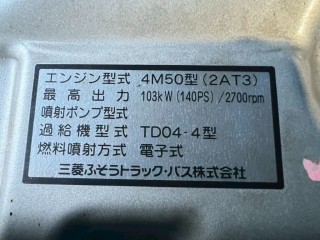 エンジン型式 4M50型(2AT3)
最高出力 103kW(140PS)/2700rpm
噴射ポンプ型式
過給機型式 TD04-4型
燃料噴射方式 電子式
三菱ふそうトラック・バス株式会社